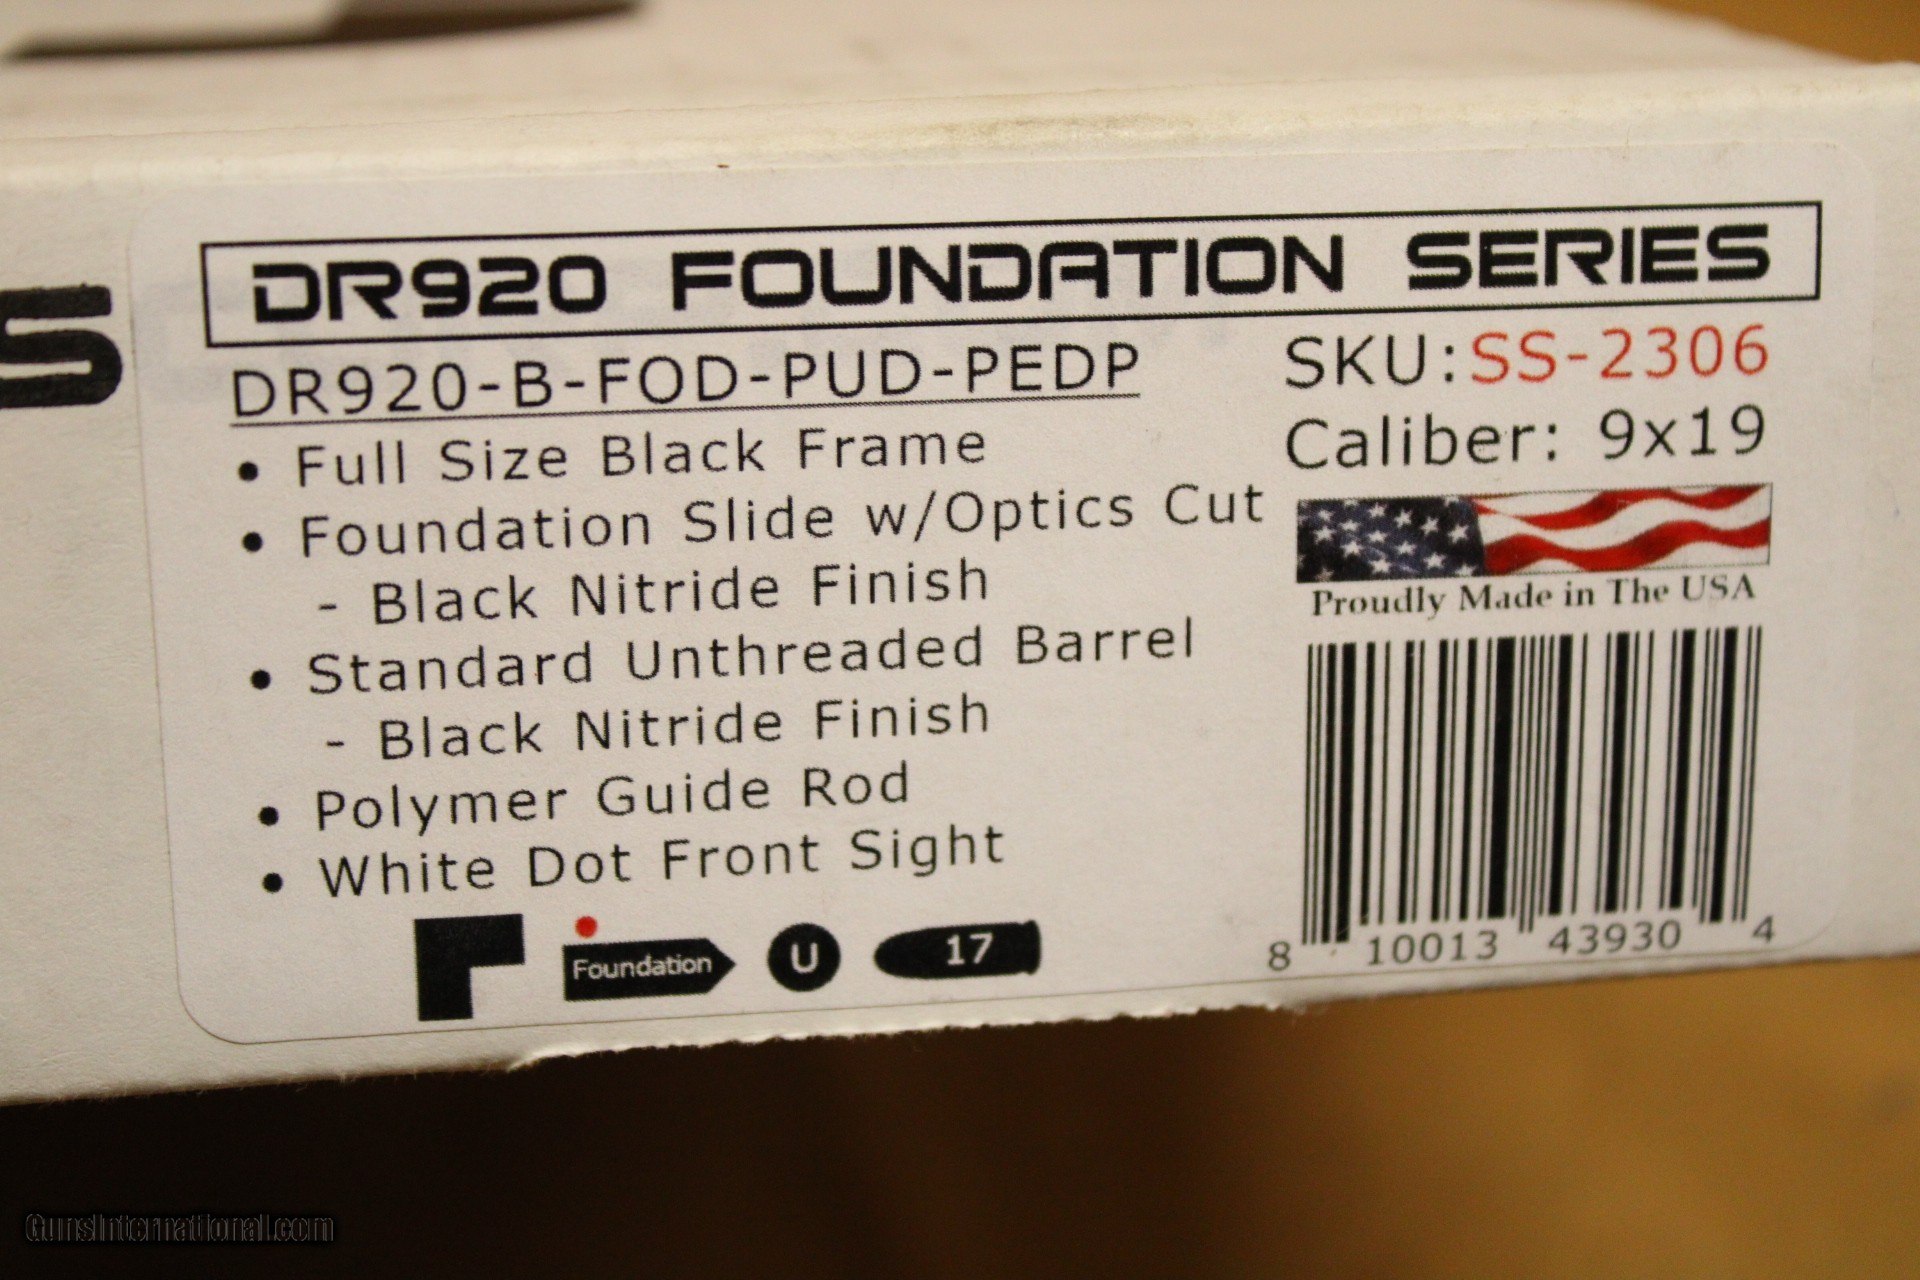 S
DR920 FOUNDATION SERIES
DR920-B-FOD-PUD-PEDP
SKU:SS-2306
Caliber: 9x19
• Full Size Black Frame
• Foundation Slide w/Optics Cut
- Black Nitride Finish
• Standard Unthreaded Barrel
- Black Nitride Finish
• Polymer Guide Rod
• White Dot Front Sight
Proudly Made in The USA
Foundation
U
17
8 10013 43930 4
GunsInternational.com